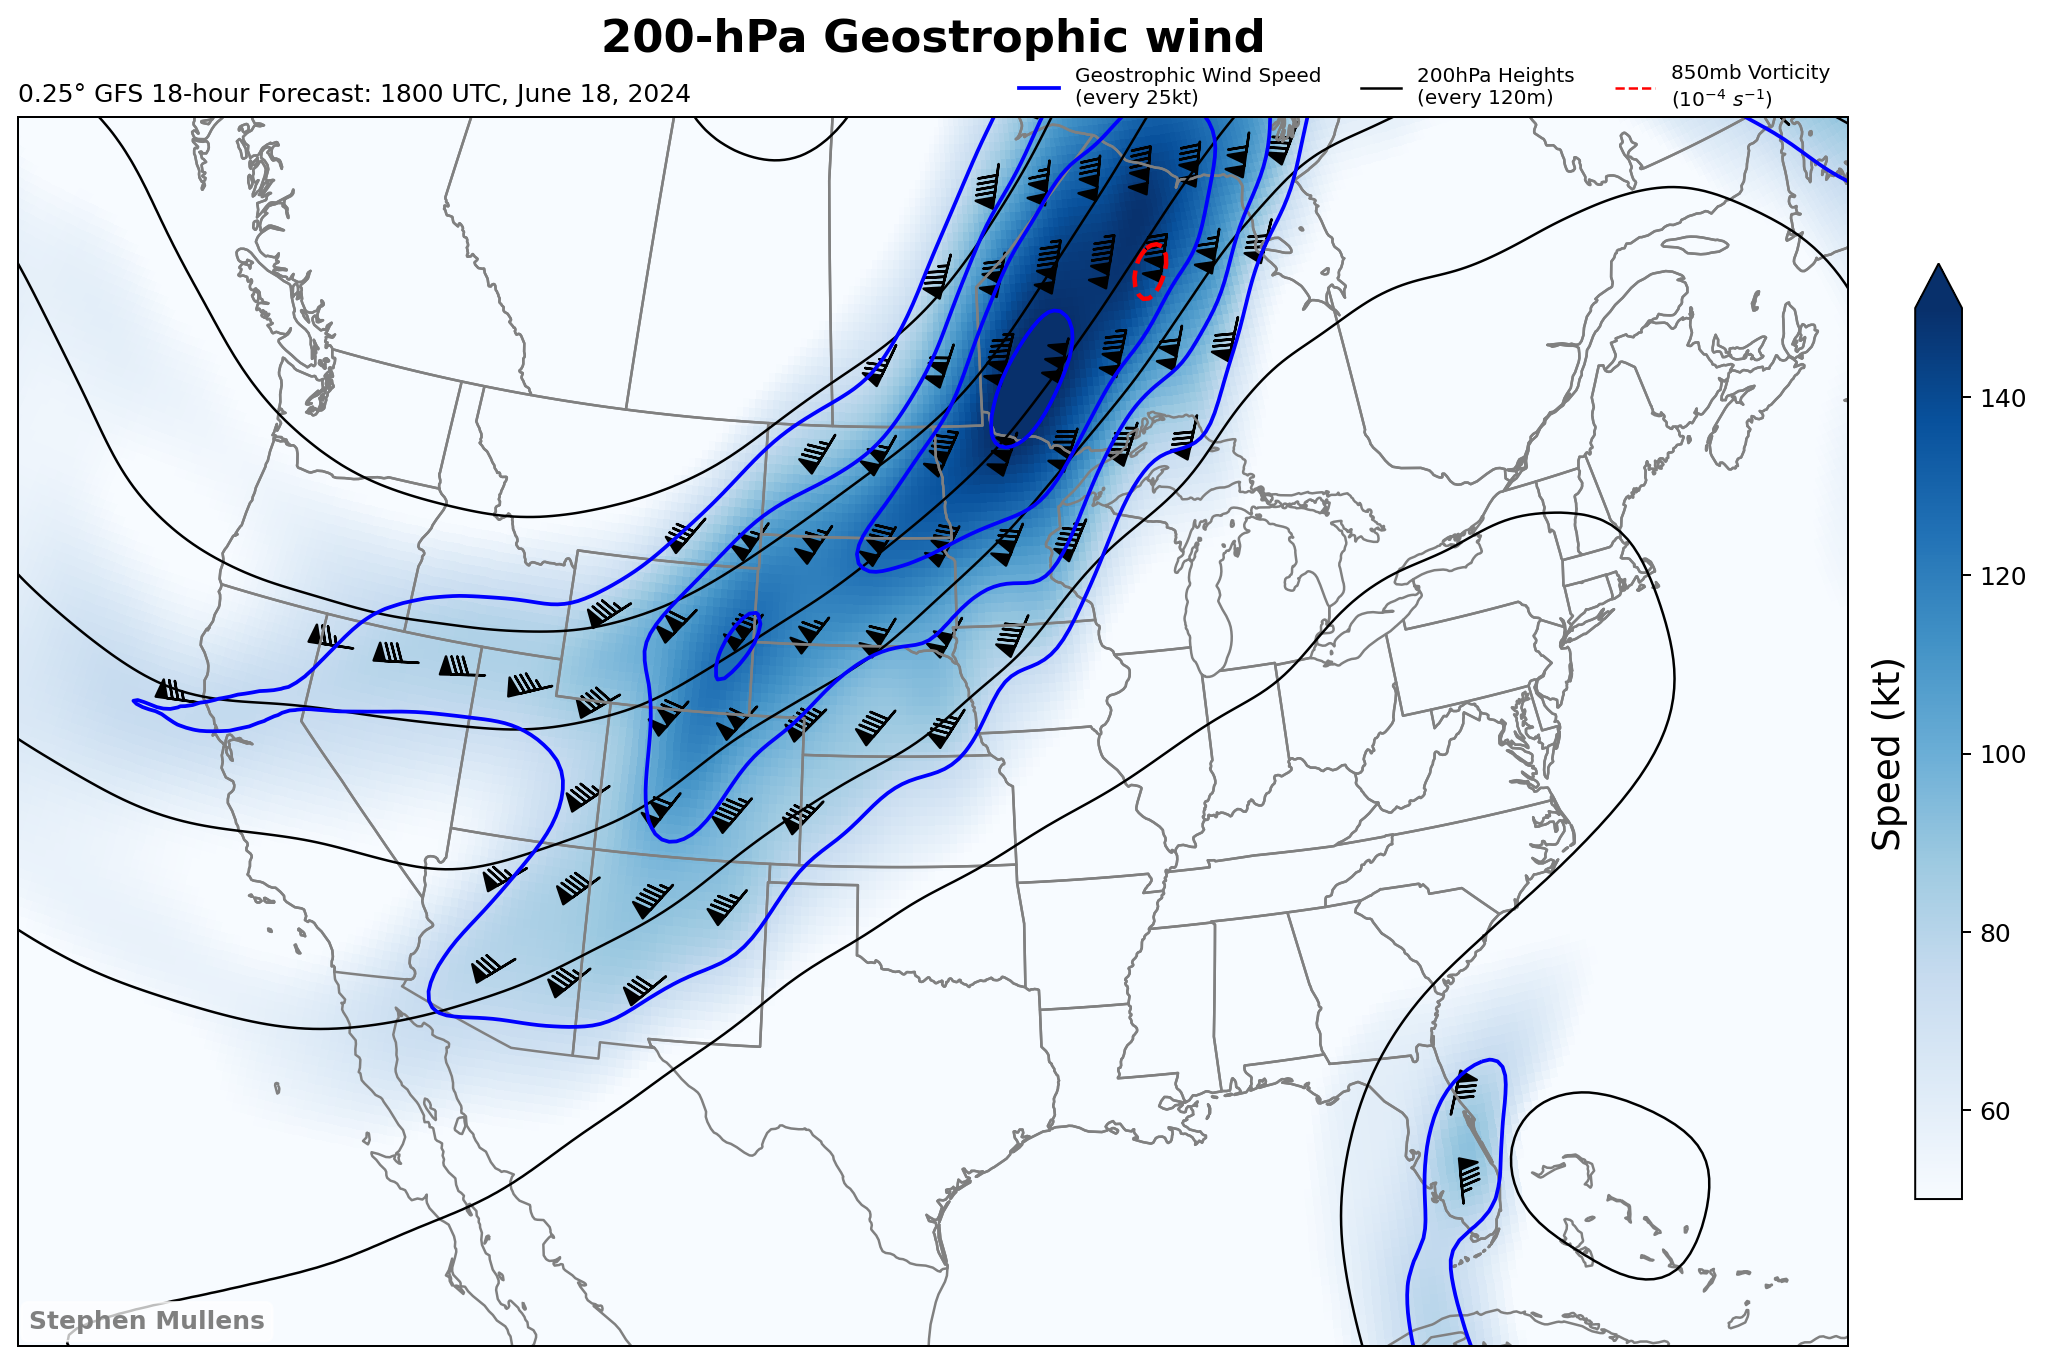 200-hPa Geostrophic wind
0.25° GFS 18-hour Forecast: 1800 UTC, June 18, 2024
Geostrophic Wind Speed
(every 25kt)
200hPa Heights
(every 120m)
850mb Vorticity
(10⁻⁴ s⁻¹)
140
120
100
80
60
Speed (kt)
Stephen Mullens